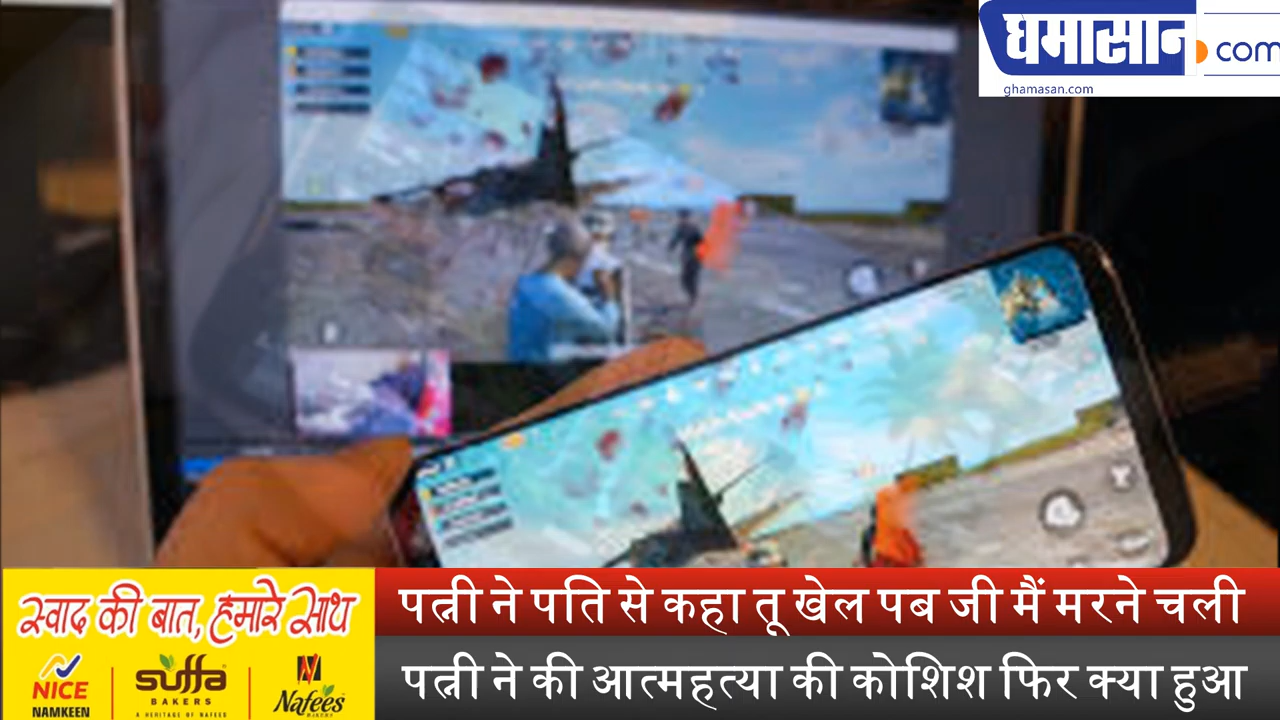 घमासान.com
ghamasan.com
स्वाद की बात, हमारे साथ
NICE
NAMKEEN
suffa
BAKERS
A HERITAGE OF NAFEES
Nafees
BAKERY
पत्नी ने पति से कहा तू खेल पब जी मैं मरने चली
पत्नी ने की आत्महत्या की कोशिश फिर क्या हुआ